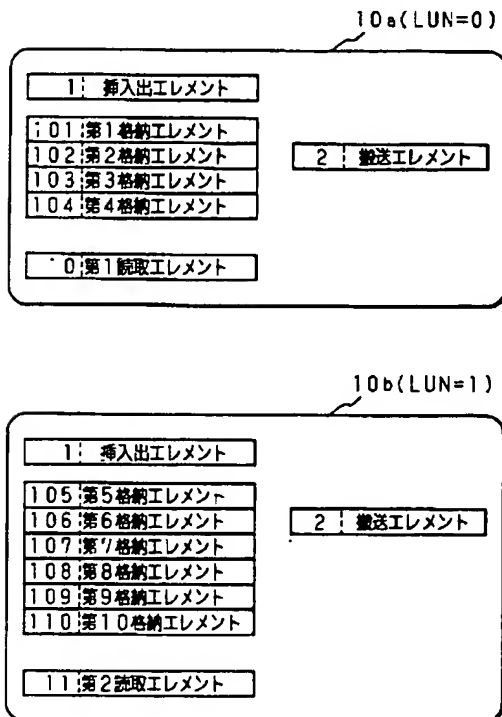 10a(LUN=0)
1 挿入出エレメント
101 第1格納エレメント
102 第2格納エレメント
103 第3格納エレメント
104 第4格納エレメント
2 搬送エレメント
0 第1読取エレメント
10b(LUN=1)
1 挿入出エレメント
105 第5格納エレメント
106 第6格納エレメント
107 第7格納エレメント
108 第8格納エレメント
109 第9格納エレメント
110 第10格納エレメント
2 搬送エレメント
11 第2読取エレメント